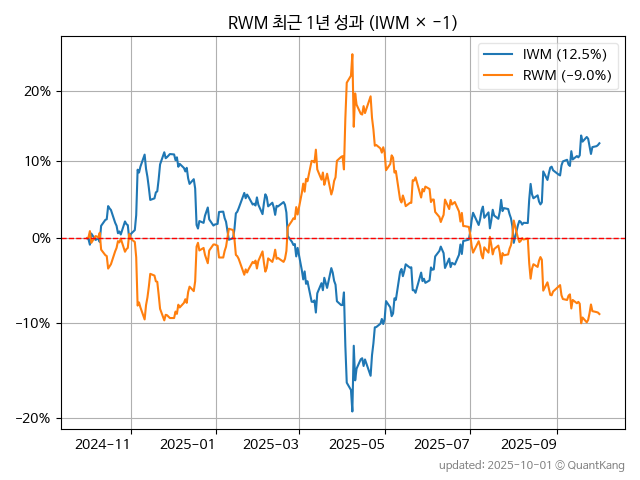 RWM 최근 1년 성과 (IWM × −1)
IWM (12.5%)
RWM (−9.0%)
20%
10%
0%
−10%
−20%
2024-11 2025-01 2025-03 2025-05 2025-07 2025-09
updated: 2025-10-01 © QuantKang